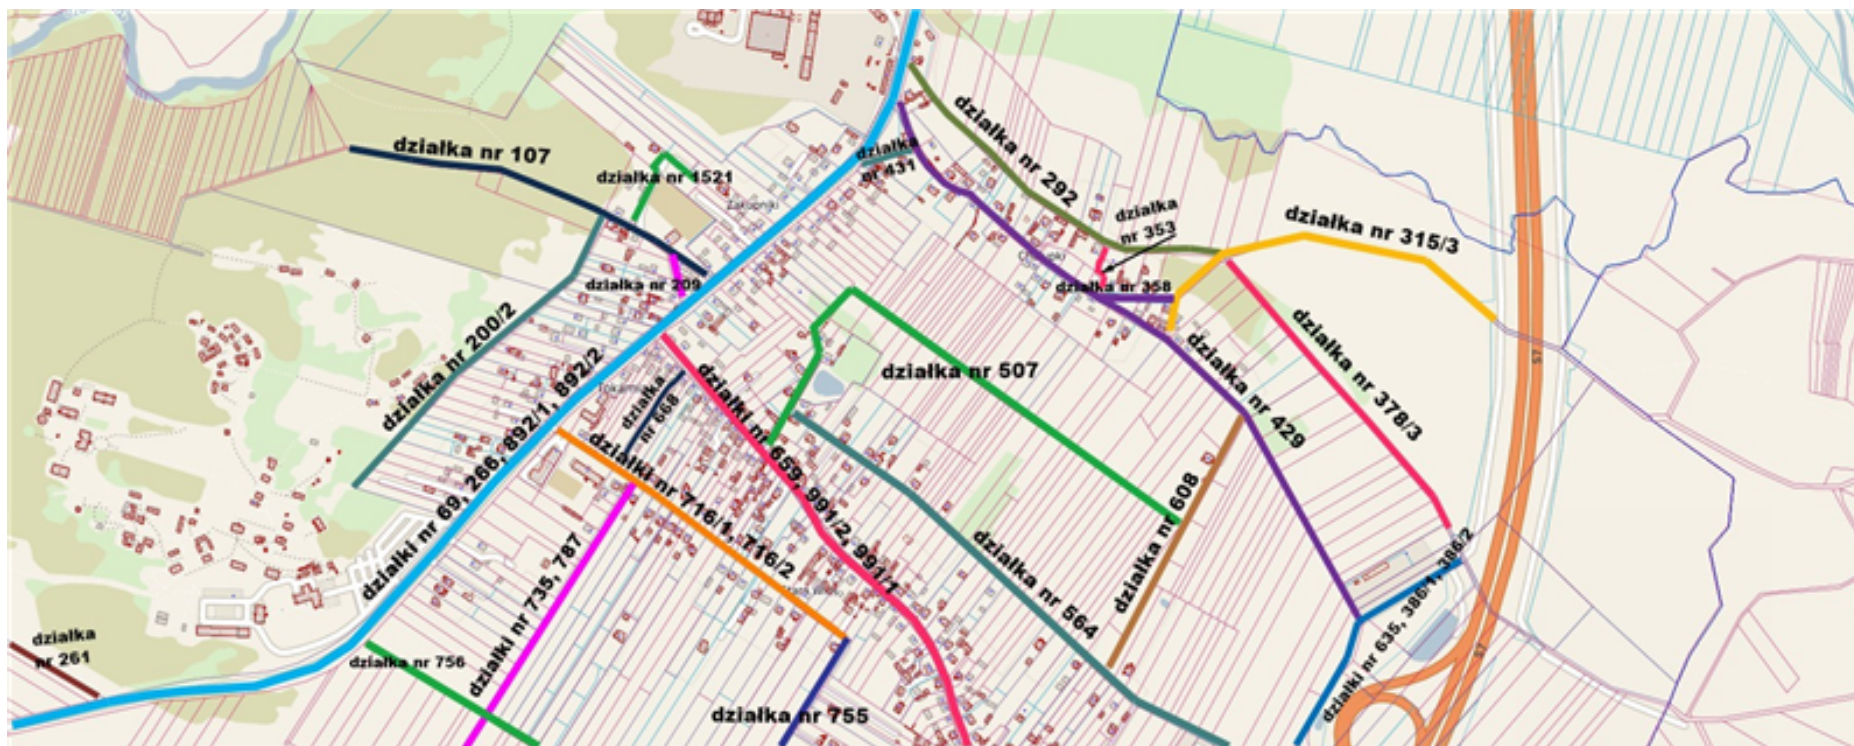 działka nr 107
działka nr 1521
działka
nr 431
działka nr 292
działka
nr 353
działka nr 315/3
działka nr 358
działka nr 209
działka nr 200/2
działki nr 69, 266, 892/1, 892/2
działka
nr 668
działki nr 659, 991/2, 991/1
działka nr 507
działka nr 429
działka nr 378/3
działki nr 716/1, 716/2
działki nr 735, 787
działka nr 564
działka nr 608
działki nr 635, 386/1, 386/2
działka
nr 261
działka nr 756
działka nr 755
Zakupniki
S7
S7